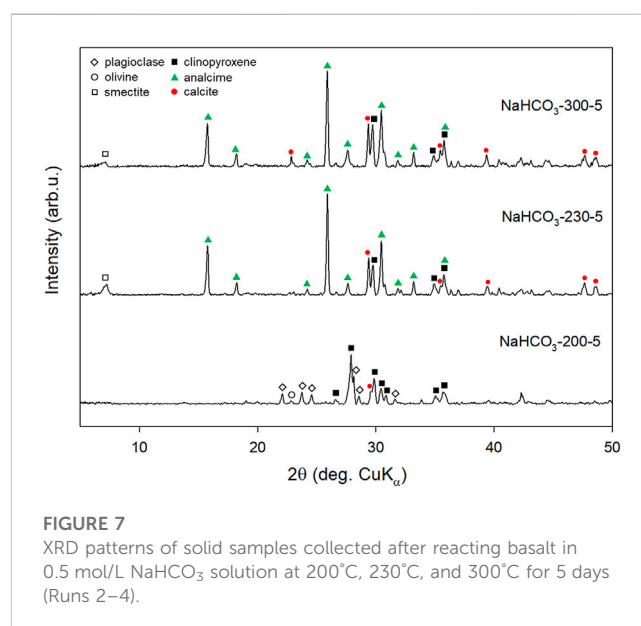 plagioclase clinopyroxene
olivine analcime
smectite calcite
NaHCO₃-300-5
NaHCO₃-230-5
NaHCO₃-200-5
Intensity (arb.u.)
10 20 30 40 50
2θ (deg. CuKα)
FIGURE 7
XRD patterns of solid samples collected after reacting basalt in
0.5 mol/L NaHCO₃ solution at 200°C, 230°C, and 300°C for 5 days
(Runs 2–4).